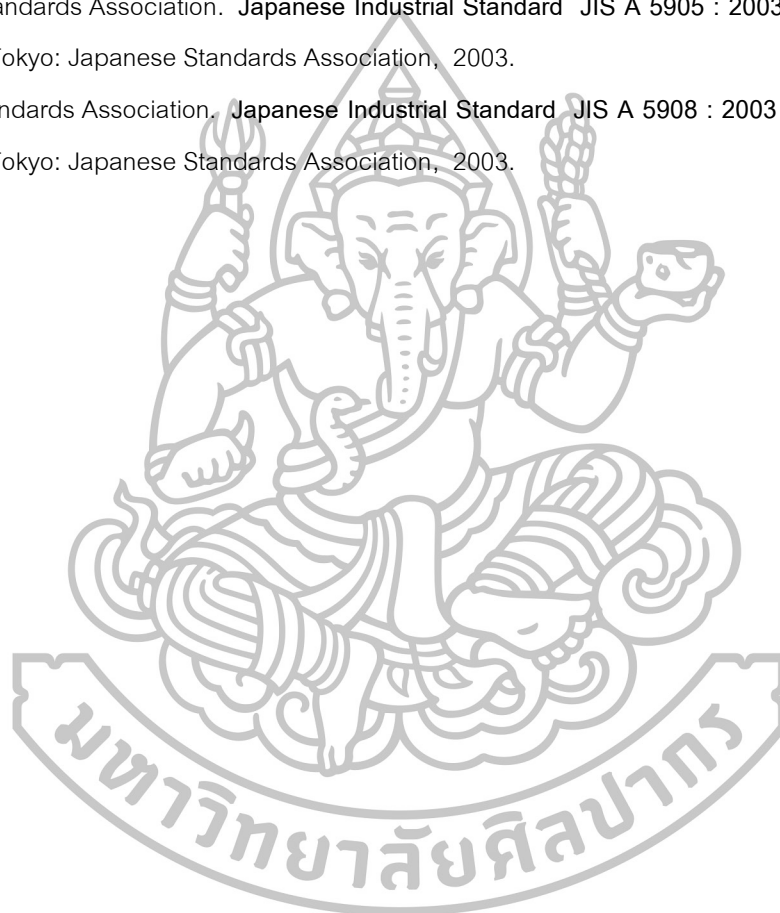 ndards Association. Japanese Industrial Standard JIS A 5905 : 2003
Tokyo: Japanese Standards Association, 2003.
ndards Association. Japanese Industrial Standard JIS A 5908 : 2003
Tokyo: Japanese Standards Association, 2003.
มหาวิทยาลัยศิลปากร